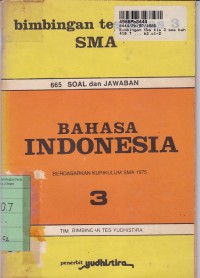 bimbingan te
SMA
3
665 SOAL dan JAWABAN
BAHASA
INDONESIA
BERDASARKAN KURIKULUM SMA 1975
3
TIM BIMBINGAN TES YUDHISTIRA
penerbit yudhistira